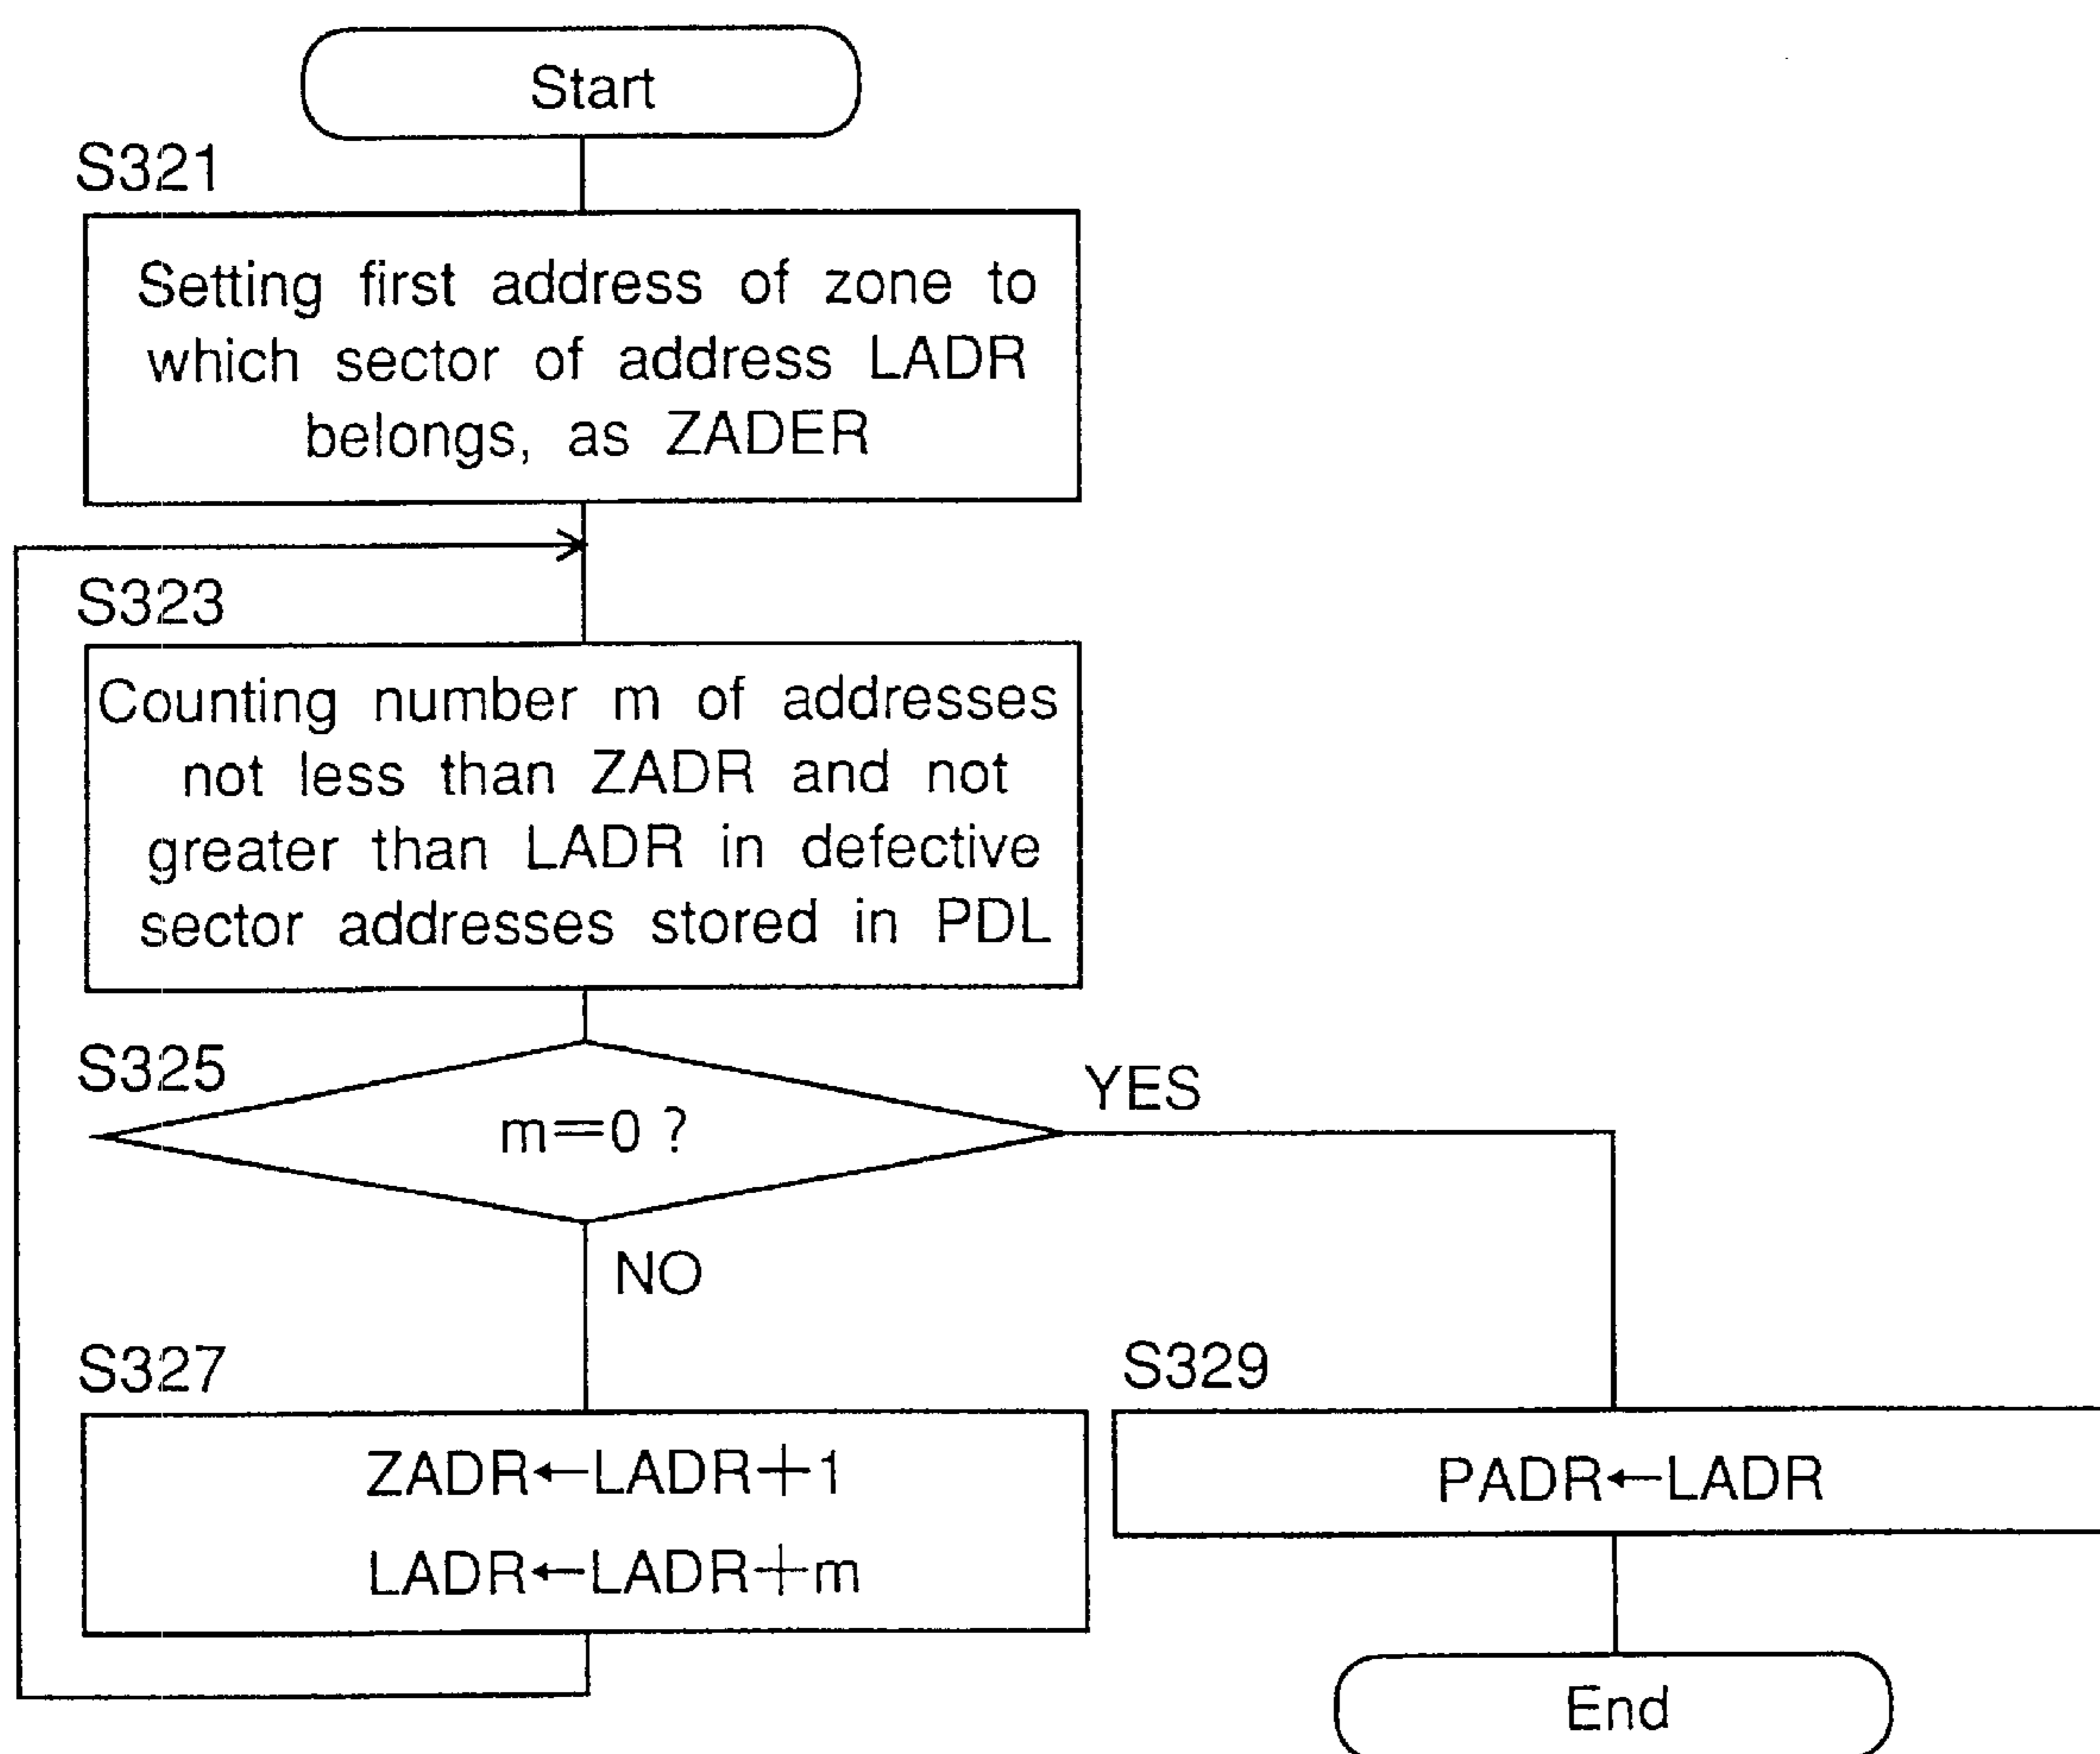 Start
S321
Setting first address of zone to
which sector of address LADR
belongs, as ZADER
S323
Counting number m of addresses
not less than ZADR and not
greater than LADR in defective
sector addresses stored in PDL
S325
m=0 ?
YES
NO
S327
ZADR←LADR+1
LADR←LADR+m
S329
PADR←LADR
End